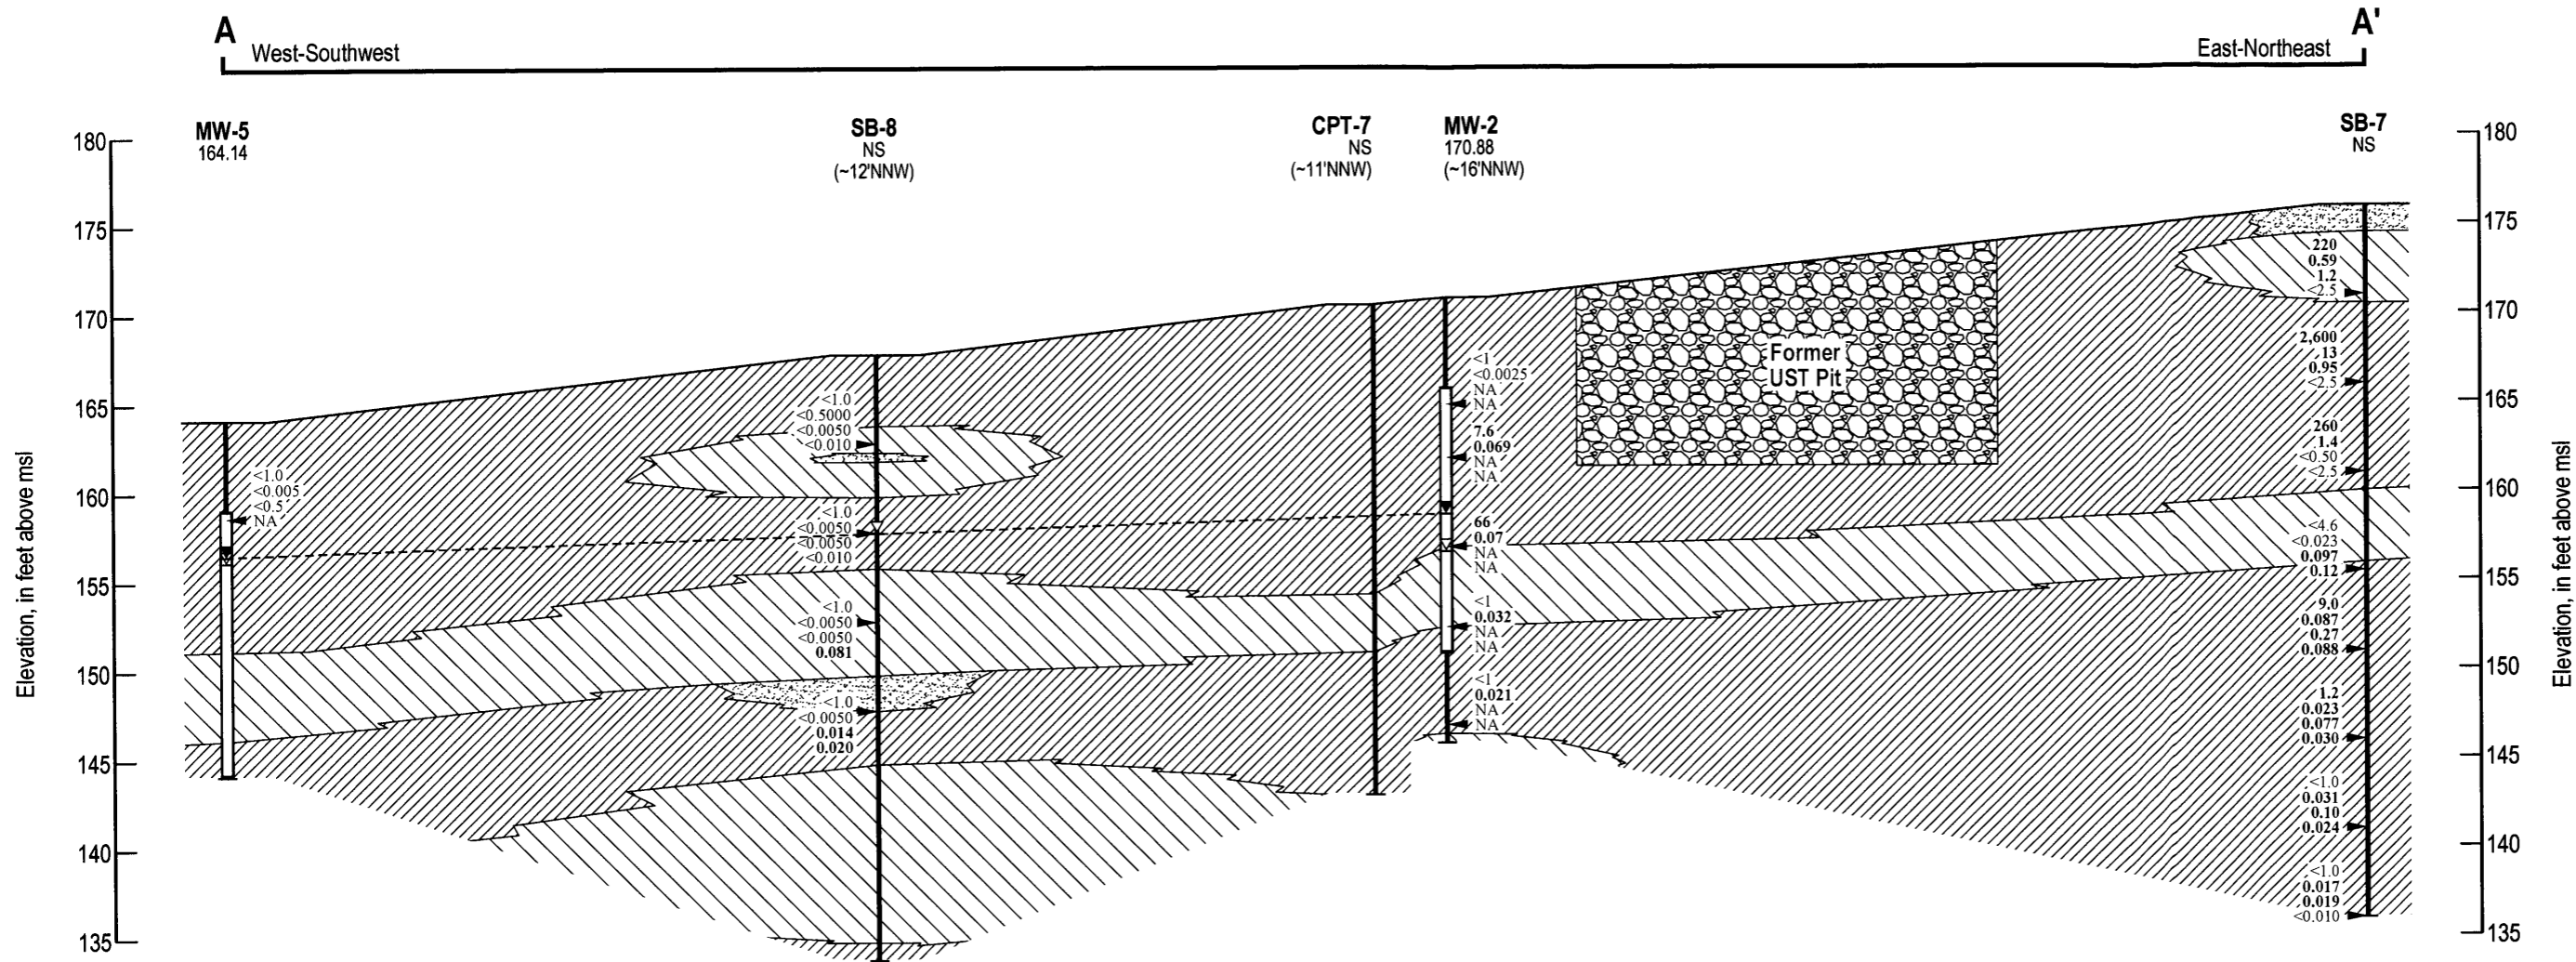 A
A'
West-Southwest
East-Northeast
MW-5
164.14
SB-8
NS
(~12'NNW)
CPT-7
NS
(~11'NNW)
MW-2
170.88
(~16'NNW)
SB-7
NS
Elevation, in feet above msl
180
175
170
165
160
155
150
145
140
135
<1.0
<0.005
<0.5
NA
<1.0
<0.5000
<0.0050
<0.010
<1.0
<0.0050
<0.0050
<0.010
<1.0
<0.0050
<0.0050
0.081
<1.0
<0.0050
0.014
0.020
<1
<0.0025
NA
NA
7.6
0.069
NA
NA
66
0.07
NA
NA
<1
0.032
NA
NA
<1
0.021
NA
NA
Former
UST Pit
220
0.59
1.2
<2.5
2,600
13
0.95
<2.5
260
1.4
<0.50
<2.5
<4.6
<0.023
0.097
0.12
9.0
0.087
0.27
0.088
1.2
0.023
0.077
0.030
<1.0
0.031
0.10
0.024
<1.0
0.017
0.019
<0.010
180
175
170
165
160
155
150
145
140
135
Elevation, in feet above msl